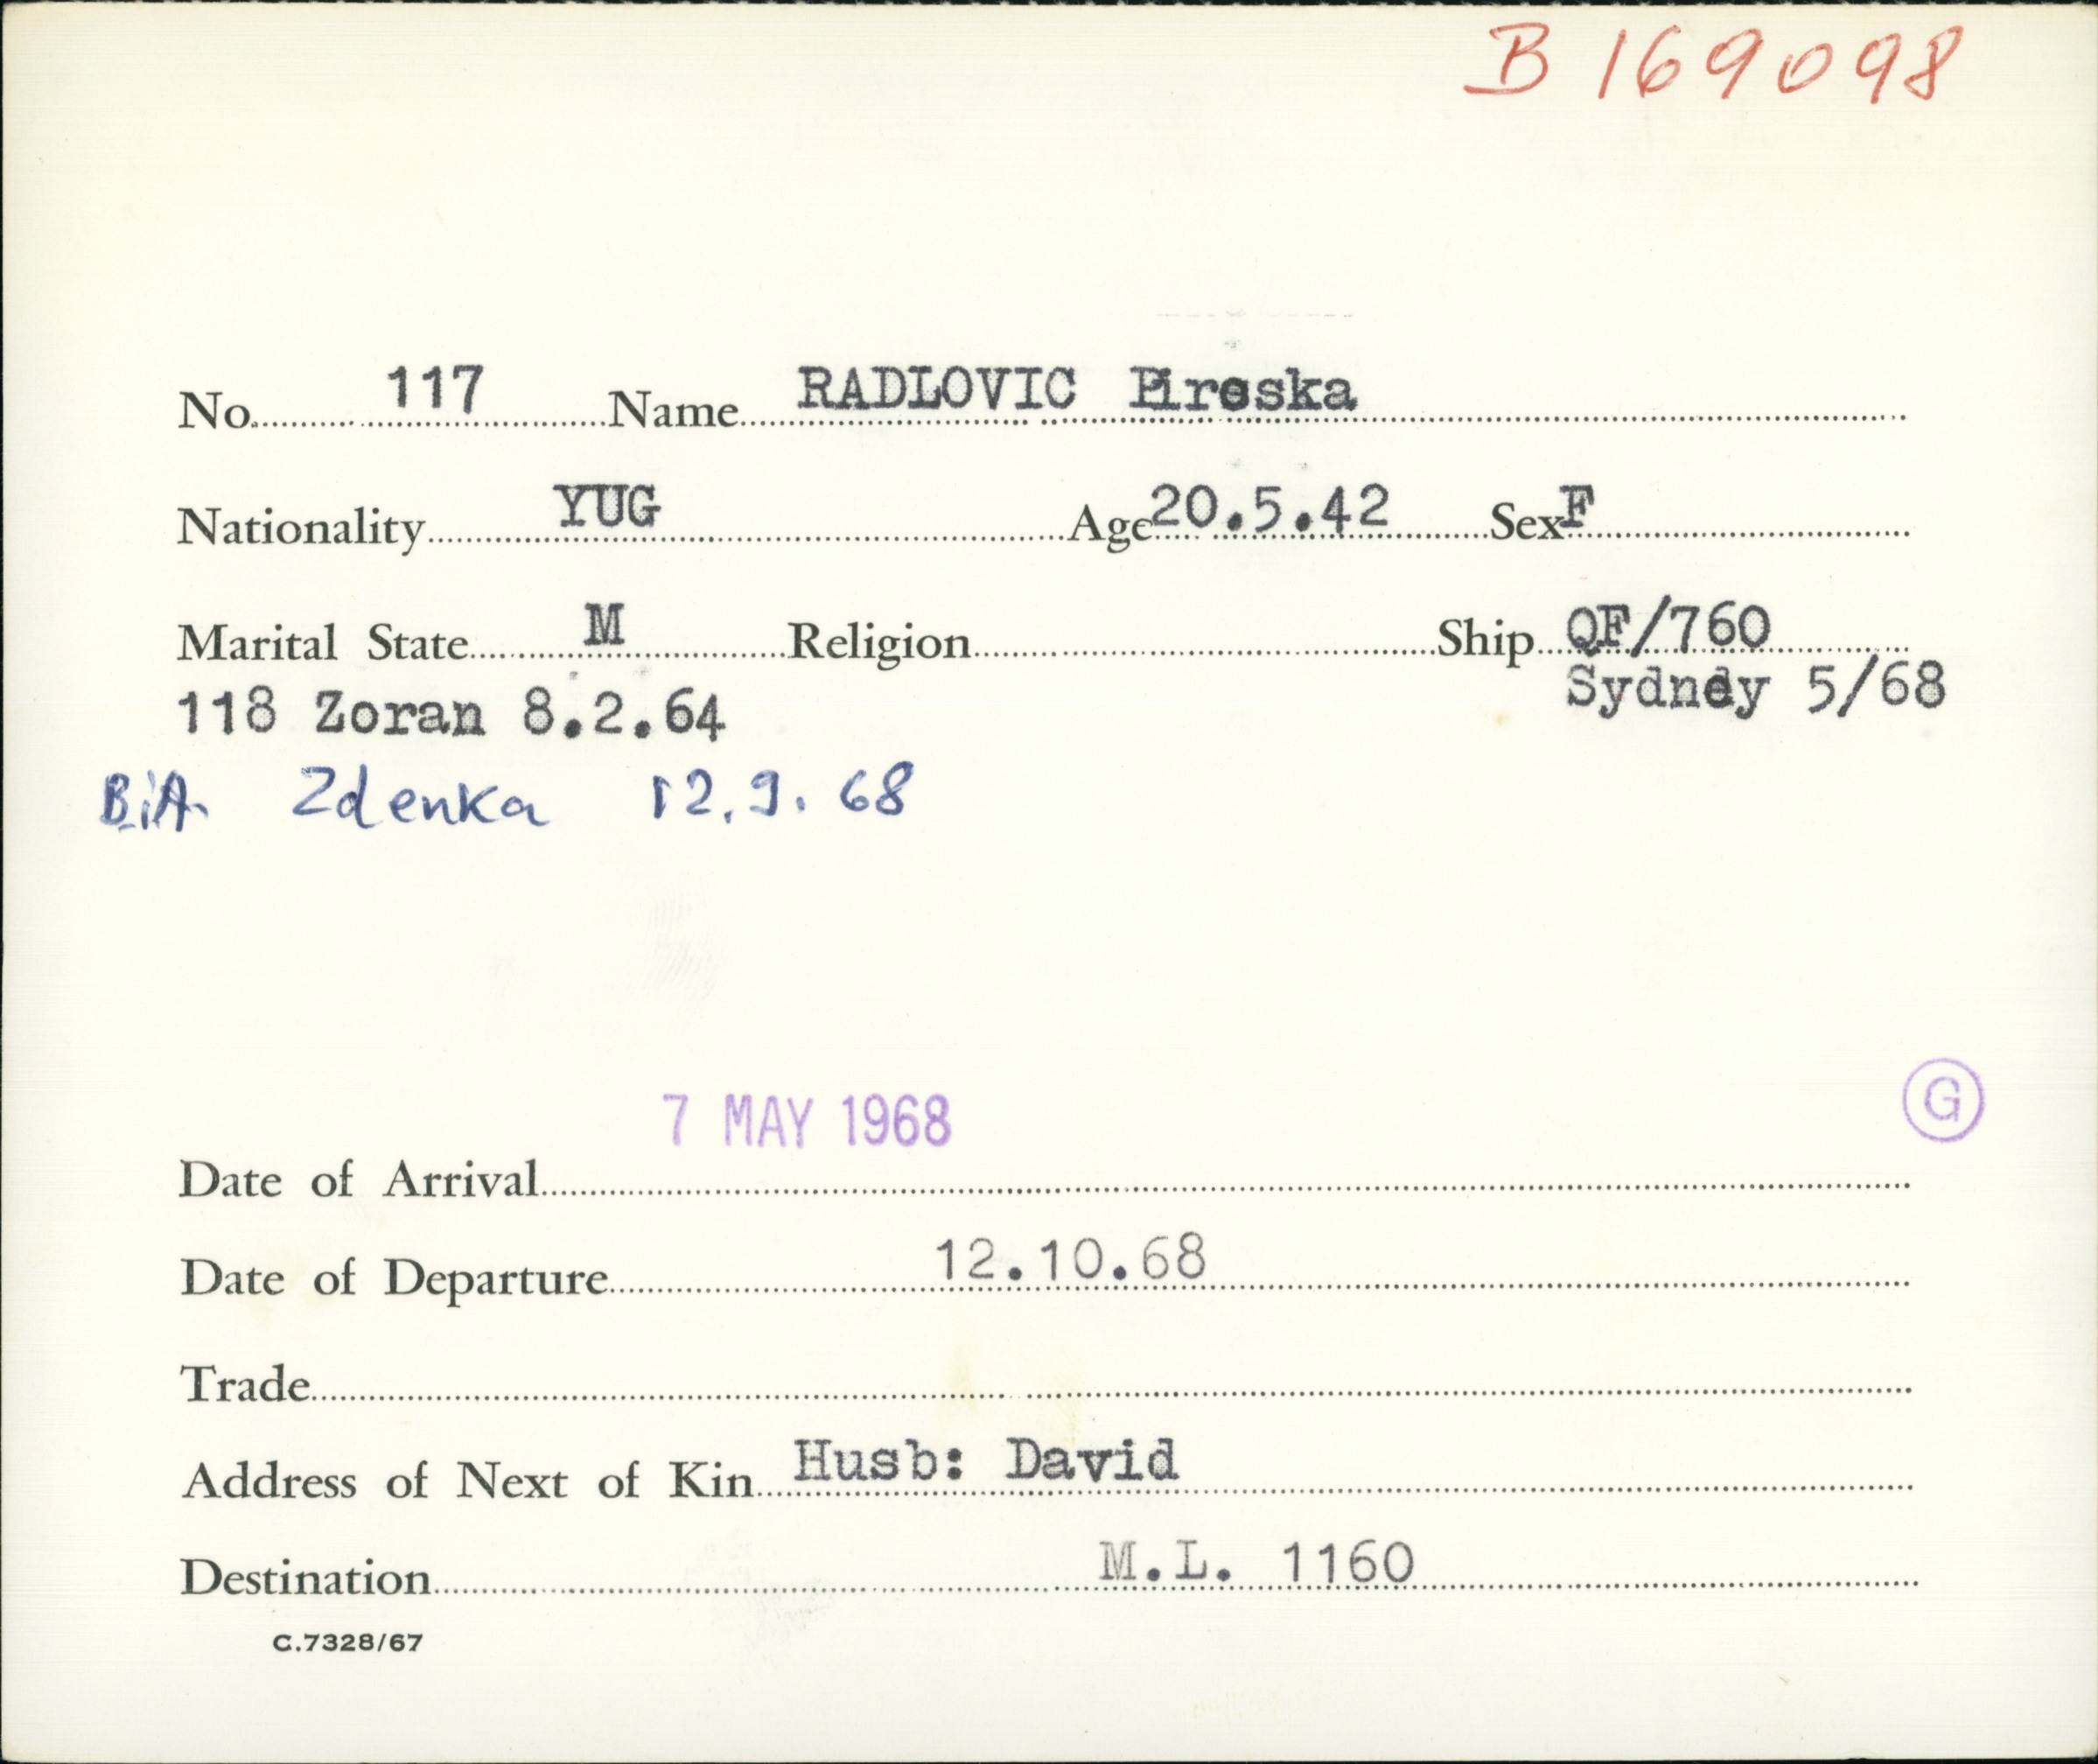 B 169098
No. 117 Name RADLOVIC Piroska
Nationality YUG Age 20.5.42 Sex F
Marital State M Religion Ship QF/760
Sydney 5/68
118 Zoran 8.2.64
B.i.A. Zdenka 12.9.68
G
7 MAY 1968
Date of Arrival
Date of Departure 12.10.68
Trade
Address of Next of Kin Husb: David
Destination M.L. 1160
C.7328/67